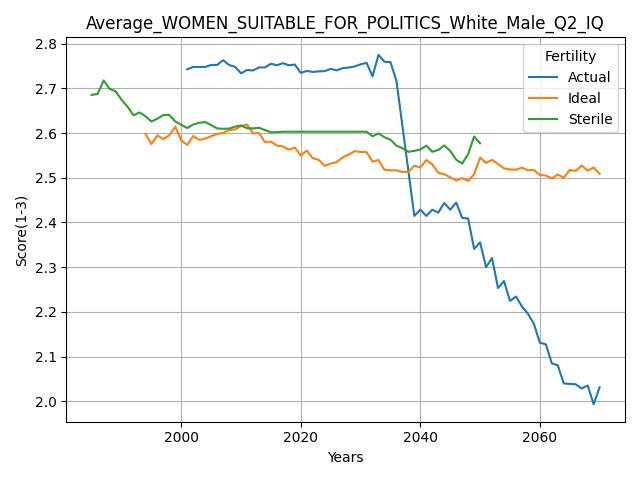 Average_WOMEN_SUITABLE_FOR_POLITICS_White_Male_Q2_IQ
Fertility
Actual
Ideal
Sterile
Score(1-3)
2.8
2.7
2.6
2.5
2.4
2.3
2.2
2.1
2.0
2000 2020 2040 2060
Years